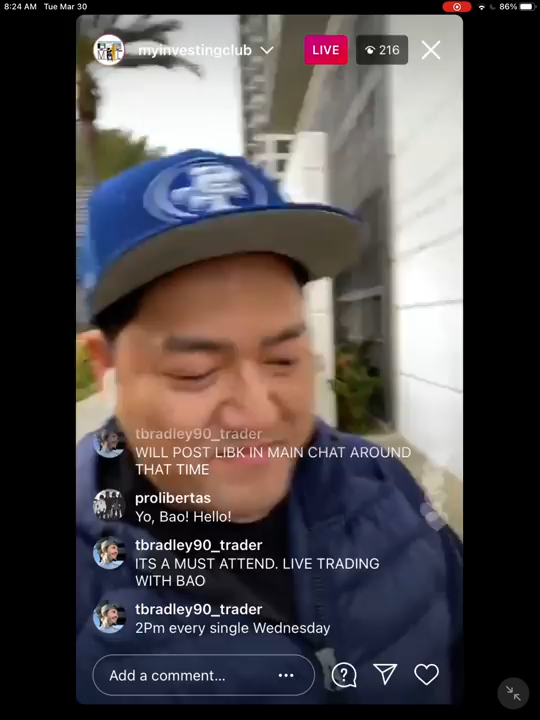 8:24 AM Tue Mar 30
86%
myinvestingclub
LIVE
216
tbradley90_trader
WILL POST LIBK IN MAIN CHAT AROUND
THAT TIME
prolibertas
Yo, Bao! Hello!
tbradley90_trader
ITS A MUST ATTEND. LIVE TRADING
WITH BAO
tbradley90_trader
2Pm every single Wednesday
Add a comment...